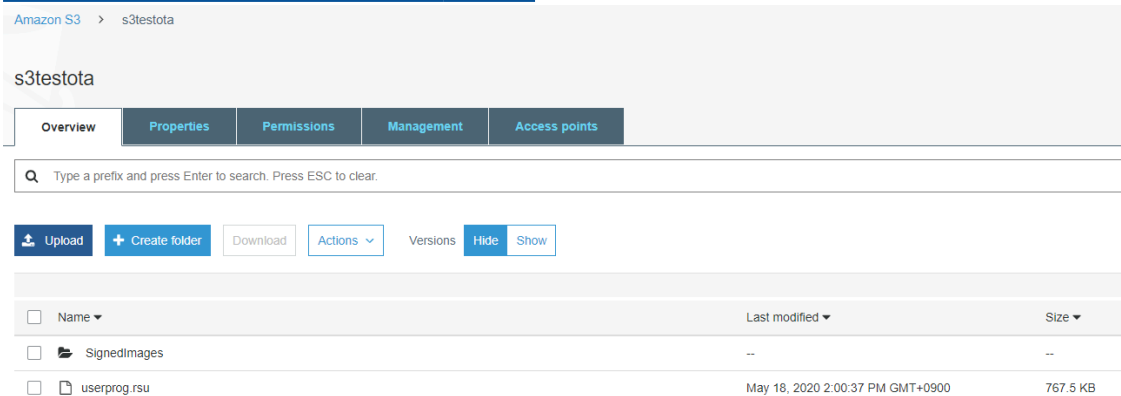 Amazon S3 > s3testota
s3testota
Overview Properties Permissions Management Access points
Type a prefix and press Enter to search. Press ESC to clear.
Upload + Create folder Download Actions Versions Hide Show
Name Last modified Size
SignedImages -- --
userprog.rsu May 18, 2020 2:00:37 PM GMT+0900 767.5 KB